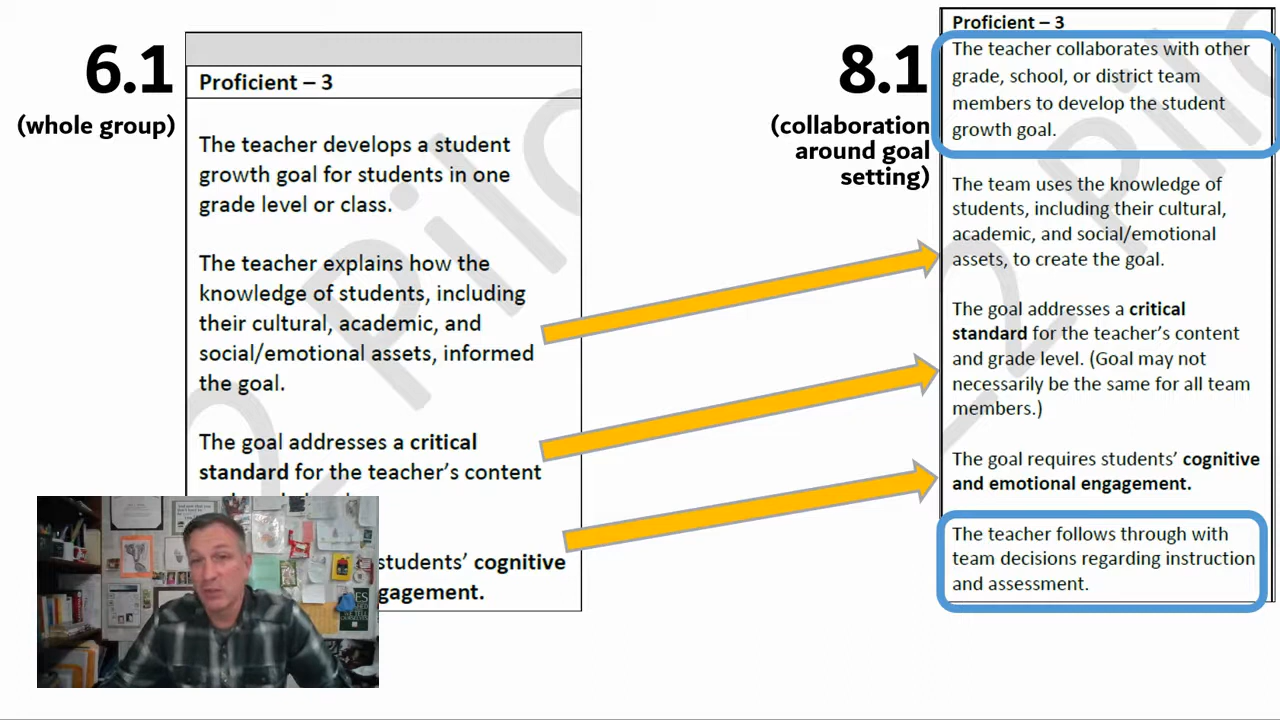 6.1
(whole group)
Proficient – 3
The teacher develops a student
growth goal for students in one
grade level or class.
The teacher explains how the
knowledge of students, including
their cultural, academic, and
social/emotional assets, informed
the goal.
The goal addresses a critical
standard for the teacher's content
students' cognitive
gagement.
8.1
(collaboration
around goal
setting)
Proficient – 3
The teacher collaborates with other
grade, school, or district team
members to develop the student
growth goal.
The team uses the knowledge of
students, including their cultural,
academic, and social/emotional
assets, to create the goal.
The goal addresses a critical
standard for the teacher's content
and grade level. (Goal may not
necessarily be the same for all team
members.)
The goal requires students' cognitive
and emotional engagement.
The teacher follows through with
team decisions regarding instruction
and assessment.